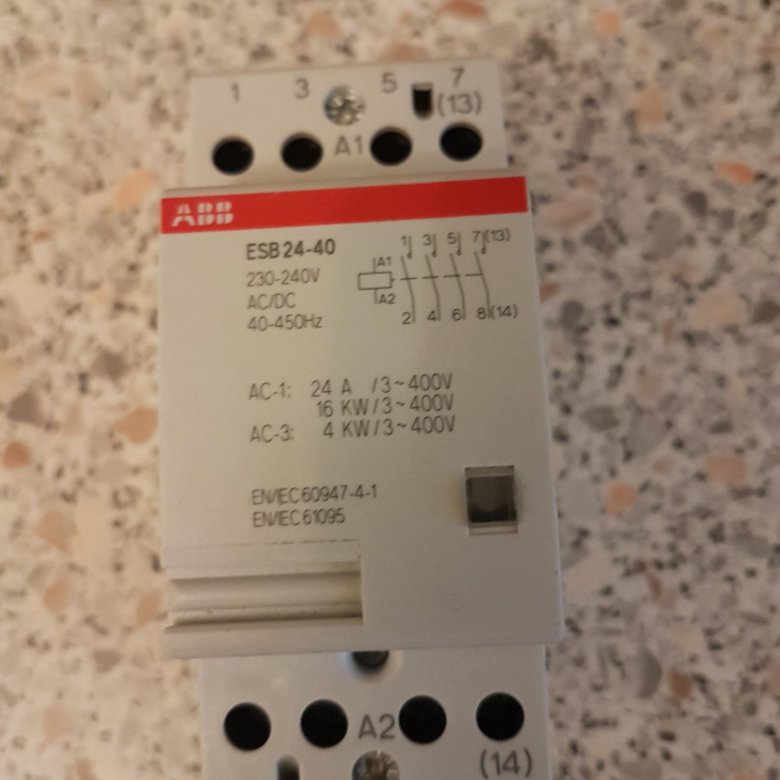 1 3 5 7
(13)
A1
ABB
ESB 24-40
230-240V
AC/DC
40-450Hz
1 3 5 7 (13)
A1
A2
2 4 6 8 (14)
AC-1: 24 A /3~400V
16 KW/3~400V
AC-3: 4 KW/3~400V
EN/IEC 60947-4-1
EN/IEC 61095
A2
(14)